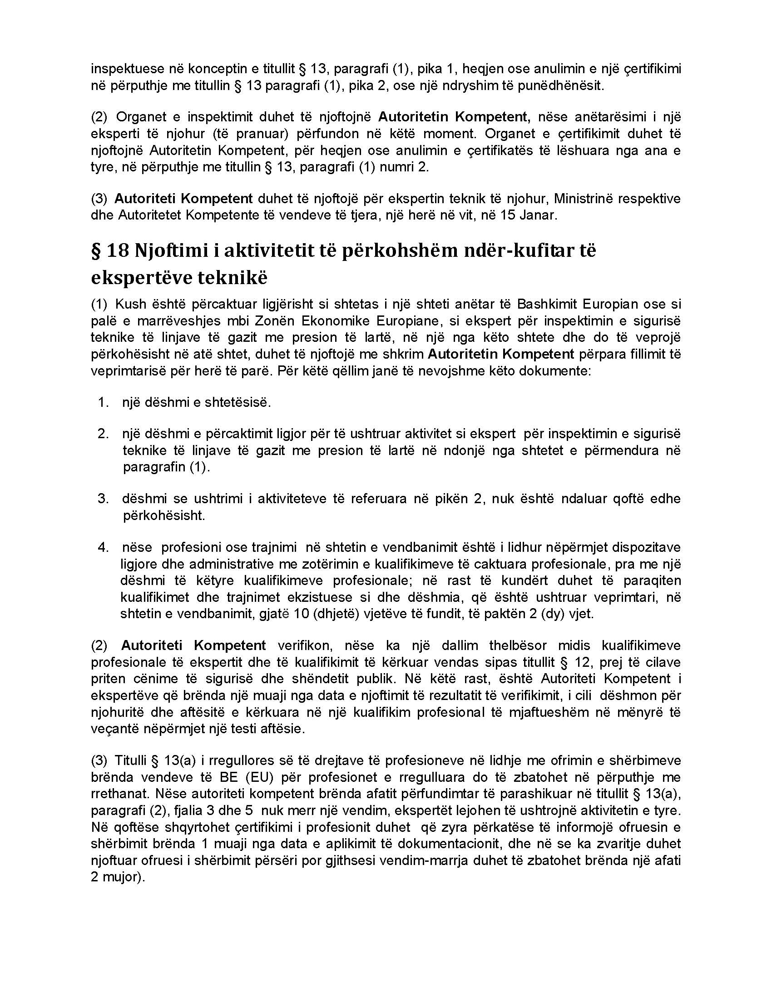 inspektuese në konceptin e titullit § 13, paragrafi (1), pika 1, heqjen ose anulimin e një çertifikimi
në përputhje me titullin § 13 paragrafi (1), pika 2, ose një ndryshim të punëdhënësit.
(2) Organet e inspektimit duhet të njoftojnë Autoritetin Kompetent, nëse anëtarësimi i një
eksperti të njohur (të pranuar) përfundon në këtë moment. Organet e çertifikimit duhet të
njoftojnë Autoritetin Kompetent, për heqjen ose anulimin e çertifikatës të lëshuara nga ana e
tyre, në përputhje me titullin § 13, paragrafi (1) numri 2.
(3) Autoriteti Kompetent duhet të njoftojë për ekspertin teknik të njohur, Ministrinë respektive
dhe Autoritetet Kompetente të vendeve të tjera, një herë në vit, në 15 Janar.
§ 18 Njoftimi i aktivitetit të përkohshëm ndër-kufitar të
ekspertëve teknikë
(1) Kush është përcaktuar ligjërisht si shtetas i një shteti anëtar të Bashkimit Europian ose si
palë e marrëveshjes mbi Zonën Ekonomike Europiane, si ekspert për inspektimin e sigurisë
teknike të linjave të gazit me presion të lartë, në një nga këto shtete dhe do të veprojë
përkohësisht në atë shtet, duhet të njoftojë me shkrim Autoritetin Kompetent përpara fillimit të
veprimtarisë për herë të parë. Për këtë qëllim janë të nevojshme këto dokumente:
1. një dëshmi e shtetësisë.
2. një dëshmi e përcaktimit ligjor për të ushtruar aktivitet si ekspert për inspektimin e sigurisë
teknike të linjave të gazit me presion të lartë në ndonjë nga shtetet e përmendura në
paragrafin (1).
3. dëshmi se ushtrimi i aktiviteteve të referuara në pikën 2, nuk është ndaluar qoftë edhe
përkohësisht.
4. nëse profesioni ose trajnimi në shtetin e vendbanimit është i lidhur nëpërmjet dispozitave
ligjore dhe administrative me zotërimin e kualifikimeve të caktuara profesionale, pra me një
dëshmi të këtyre kualifikimeve profesionale; në rast të kundërt duhet të paraqiten
kualifikimet dhe trajnimet ekzistuese si dhe dëshmia, që është ushtruar veprimtari, në
shtetin e vendbanimit, gjatë 10 (dhjetë) vjetëve të fundit, të paktën 2 (dy) vjet.
(2) Autoriteti Kompetent verifikon, nëse ka një dallim thelbësor midis kualifikimeve
profesionale të ekspertit dhe të kualifikimit të kërkuar vendas sipas titullit § 12, prej të cilave
priten cënime të sigurisë dhe shëndetit publik. Në këtë rast, është Autoriteti Kompetent i
ekspertëve që brënda një muaji nga data e njoftimit të rezultatit të verifikimit, i cili dëshmon për
njohuritë dhe aftësitë e kërkuara në një kualifikim profesional të mjaftueshëm në mënyrë të
veçantë nëpërmjet një testi aftësie.
(3) Titulli § 13(a) i rregullores së të drejtave të profesioneve në lidhje me ofrimin e shërbimeve
brënda vendeve të BE (EU) për profesionet e rregulluara do të zbatohet në përputhje me
rrethanat. Nëse autoriteti kompetent brënda afatit përfundimtar të parashikuar në titullit § 13(a),
paragrafi (2), fjalia 3 dhe 5 nuk merr një vendim, ekspertët lejohen të ushtrojnë aktivitetin e tyre.
Në qoftëse shqyrtohet çertifikimi i profesionit duhet që zyra përkatëse të informojë ofruesin e
shërbimit brënda 1 muaji nga data e aplikimit të dokumentacionit, dhe në se ka zvaritje duhet
njoftuar ofruesi i shërbimit përsëri por gjithsesi vendim-marrja duhet të zbatohet brënda një afati
2 mujor).